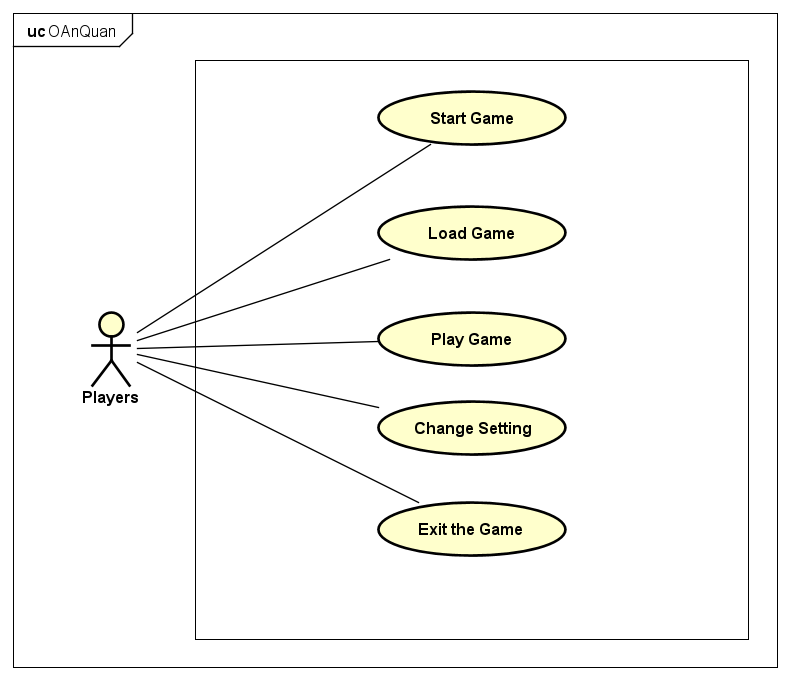 uc OAnQuan
Start Game
Load Game
Play Game
Players
Change Setting
Exit the Game